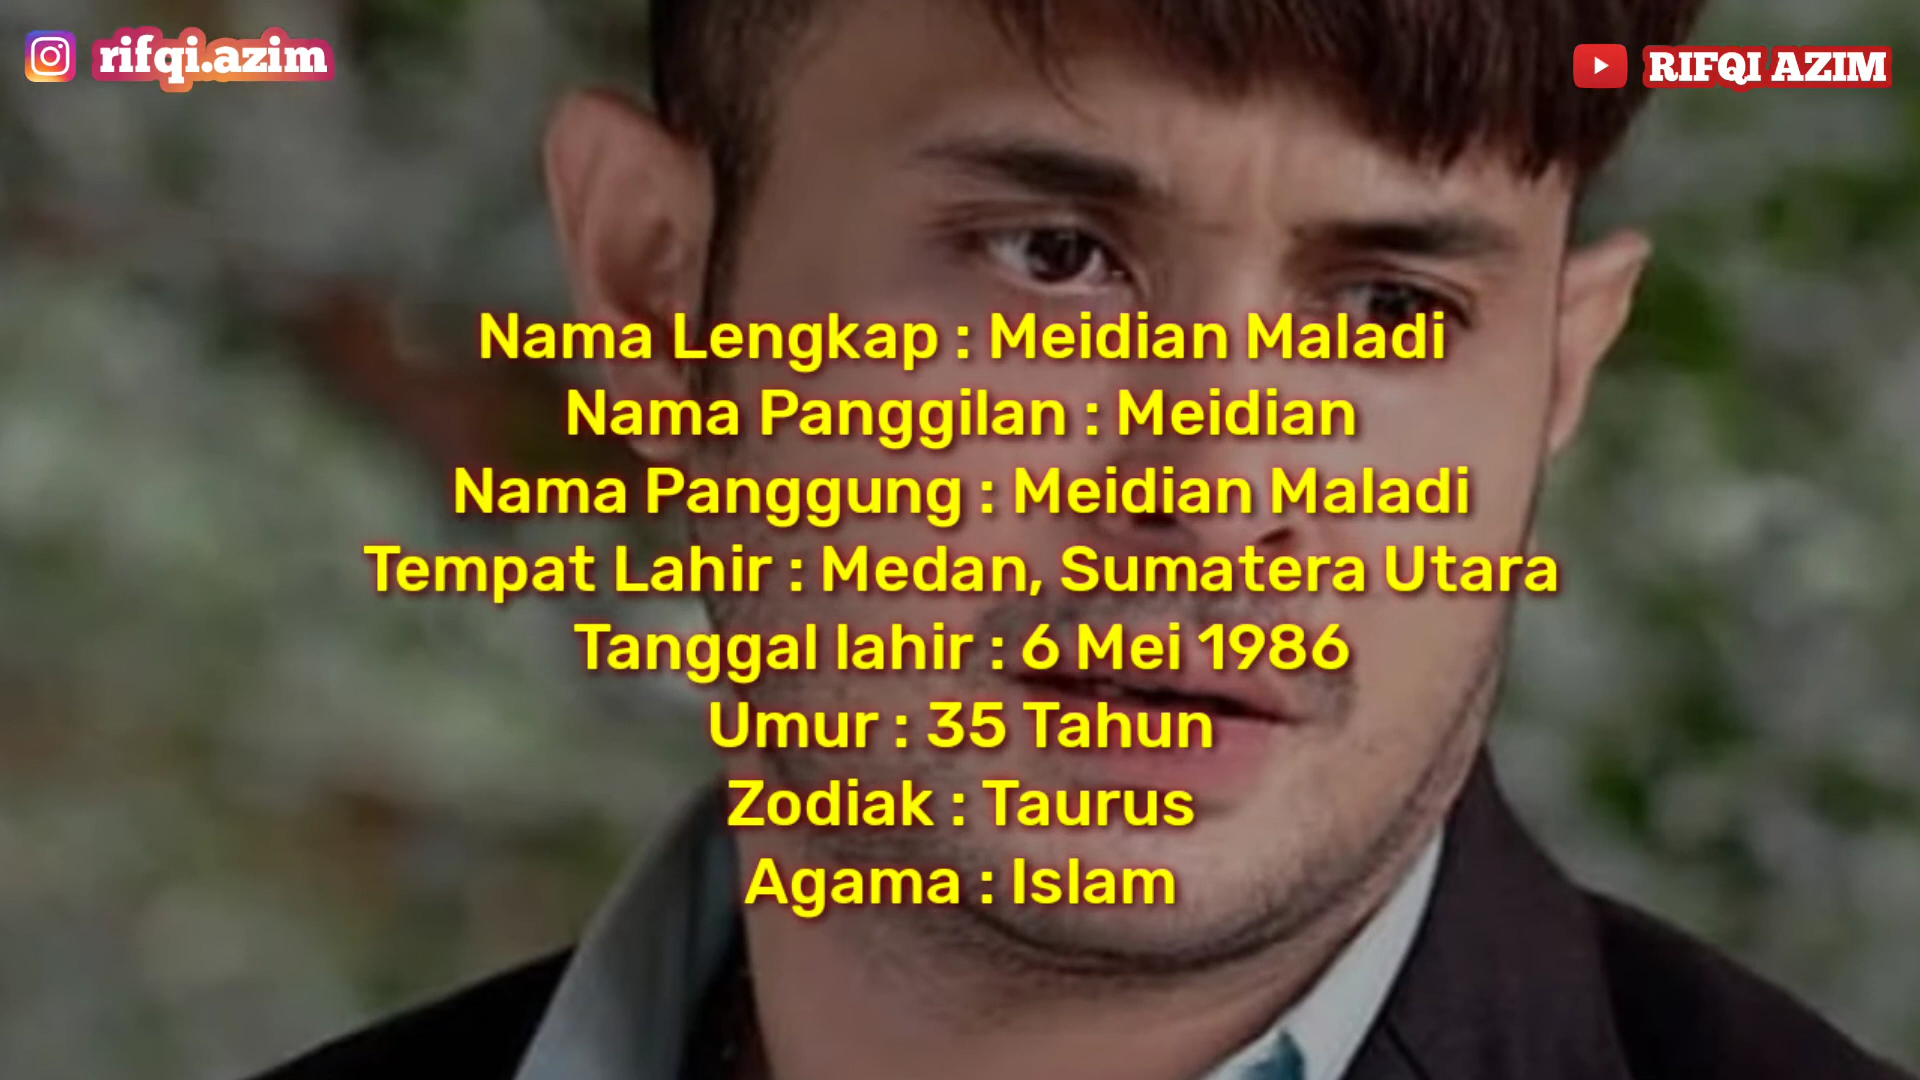 rifqi.azim
RIFQI AZIM
Nama Lengkap : Meidian Maladi
Nama Panggilan : Meidian
Nama Panggung : Meidian Maladi
Tempat Lahir : Medan, Sumatera Utara
Tanggal lahir : 6 Mei 1986
Umur : 35 Tahun
Zodiak : Taurus
Agama : Islam